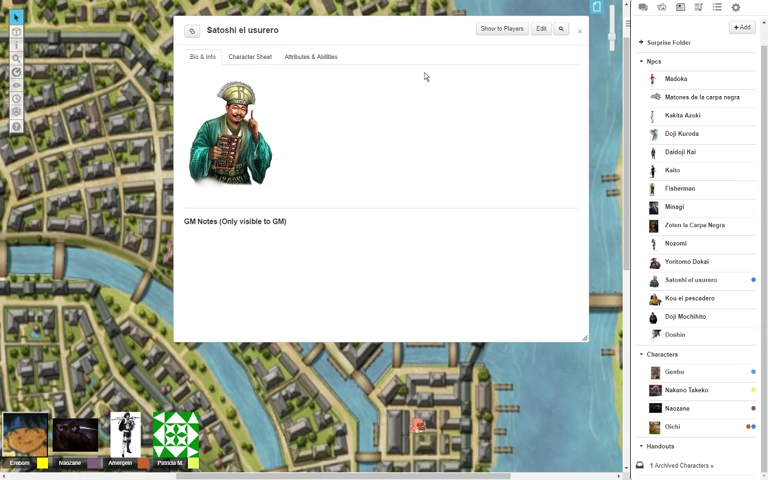 Satoshi el usurero
Show to Players
Edit
×
Bio & Info
Character Sheet
Attributes & Abilities
GM Notes (Only visible to GM)
+ Add
Surprise Folder
Npcs
Madoka
Matones de la carpa negra
Kakita Azuki
Doji Kuroda
Daidoji Kai
Kaito
Fisherman
Minagi
Zoten la Carpa Negra
Nozomi
Yoritomo Dokai
Satoshi el usurero
Kou el pescadero
Doji Mochihito
Doshin
Characters
Genbu
Nakano Takeko
Naozane
Oichi
Handouts
1 Archived Characters »
Naozane
Amergein
Patricia M.